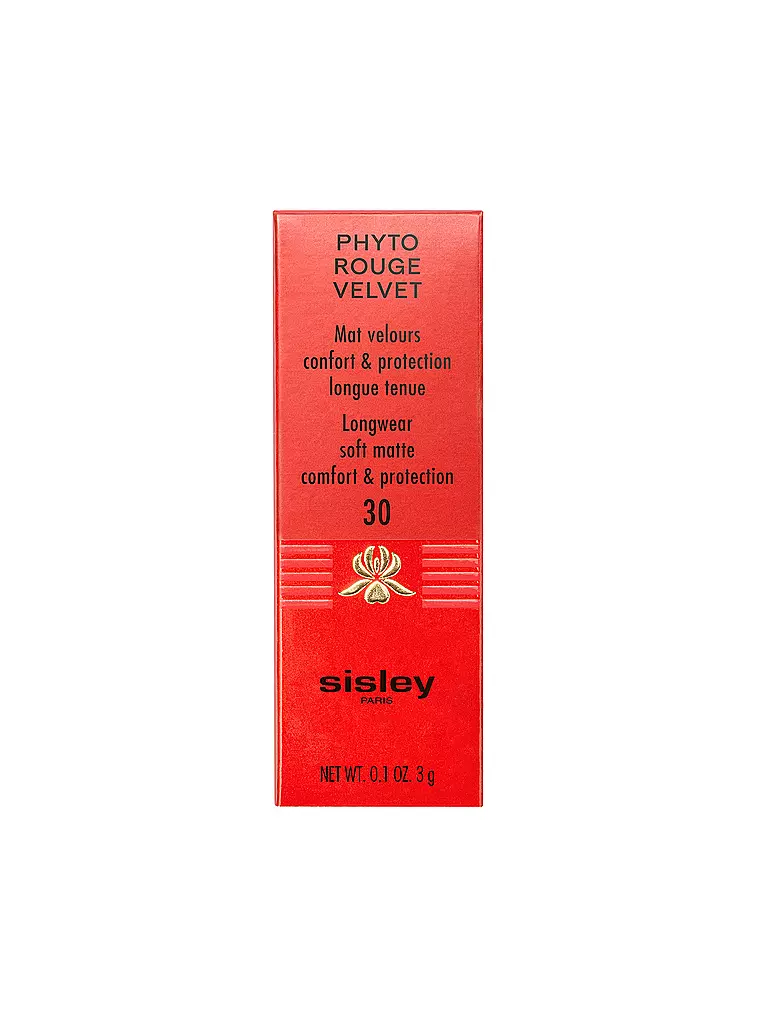 PHYTO
ROUGE
VELVET
Mat velours
confort & protection
longue tenue
Longwear
soft matte
comfort & protection
30
sisley
PARIS
NET WT. 0.1 OZ. 3 g